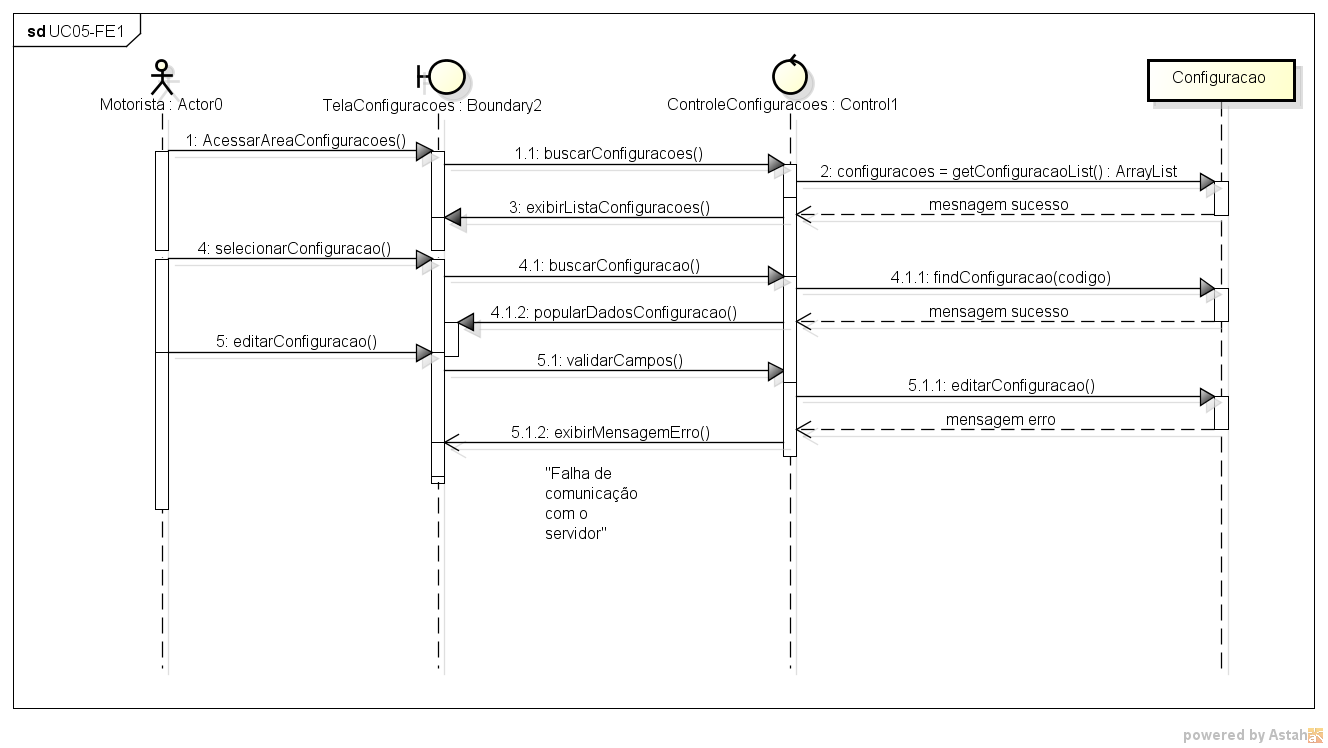 sd UC05-FE1
Motorista : Actor0
TelaConfiguracoes : Boundary2
ControleConfiguracoes : Control1
Configuracao
1: AcessarAreaConfiguracoes()
1.1: buscarConfiguracoes()
2: configuracoes = getConfiguracaoList() : ArrayList
mesnagem sucesso
3: exibirListaConfiguracoes()
4: selecionarConfiguracao()
4.1: buscarConfiguracao()
4.1.1: findConfiguracao(codigo)
mensagem sucesso
4.1.2: popularDadosConfiguracao()
5: editarConfiguracao()
5.1: validarCampos()
5.1.1: editarConfiguracao()
mensagem erro
5.1.2: exibirMensagemErro()
"Falha de
comunicação
com o
servidor"
powered by Astah